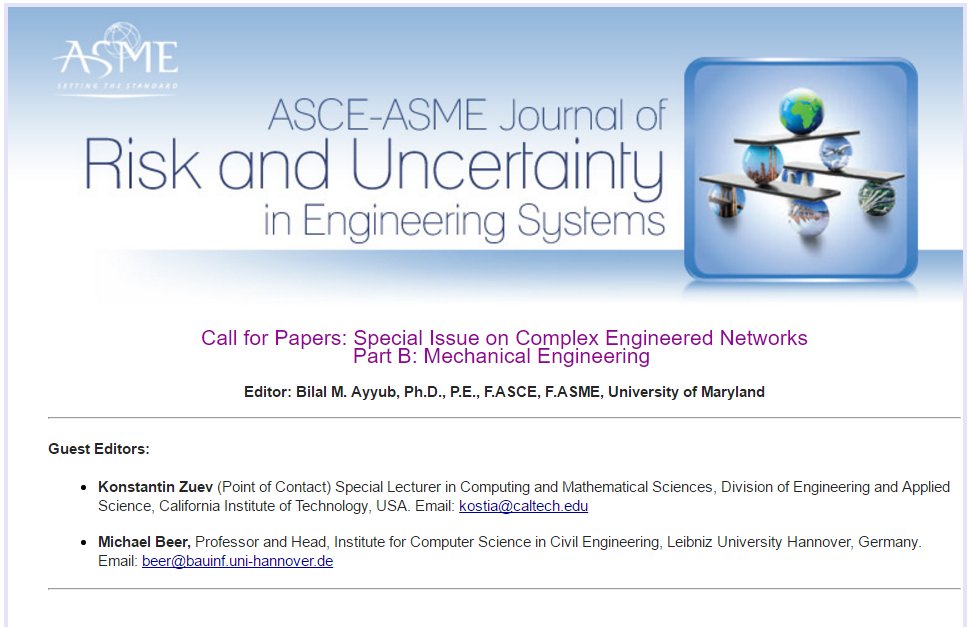 ASME
SETTING THE STANDARD
ASCE-ASME Journal of
Risk and Uncertainty
in Engineering Systems
Call for Papers: Special Issue on Complex Engineered Networks
Part B: Mechanical Engineering
Editor: Bilal M. Ayyub, Ph.D., P.E., F.ASCE, F.ASME, University of Maryland
Guest Editors:
• Konstantin Zuev (Point of Contact) Special Lecturer in Computing and Mathematical Sciences, Division of Engineering and Applied
Science, California Institute of Technology, USA. Email: kostia@caltech.edu
• Michael Beer, Professor and Head, Institute for Computer Science in Civil Engineering, Leibniz University Hannover, Germany.
Email: beer@bauinf.uni-hannover.de